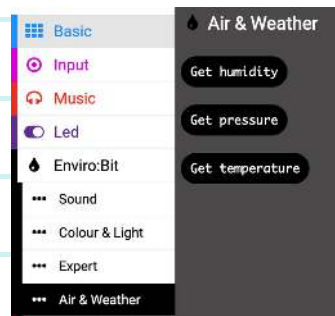 Basic
Input
Music
Led
Enviro:Bit
Sound
Colour & Light
Expert
Air & Weather
Air & Weather
Get humidity
Get pressure
Get temperature